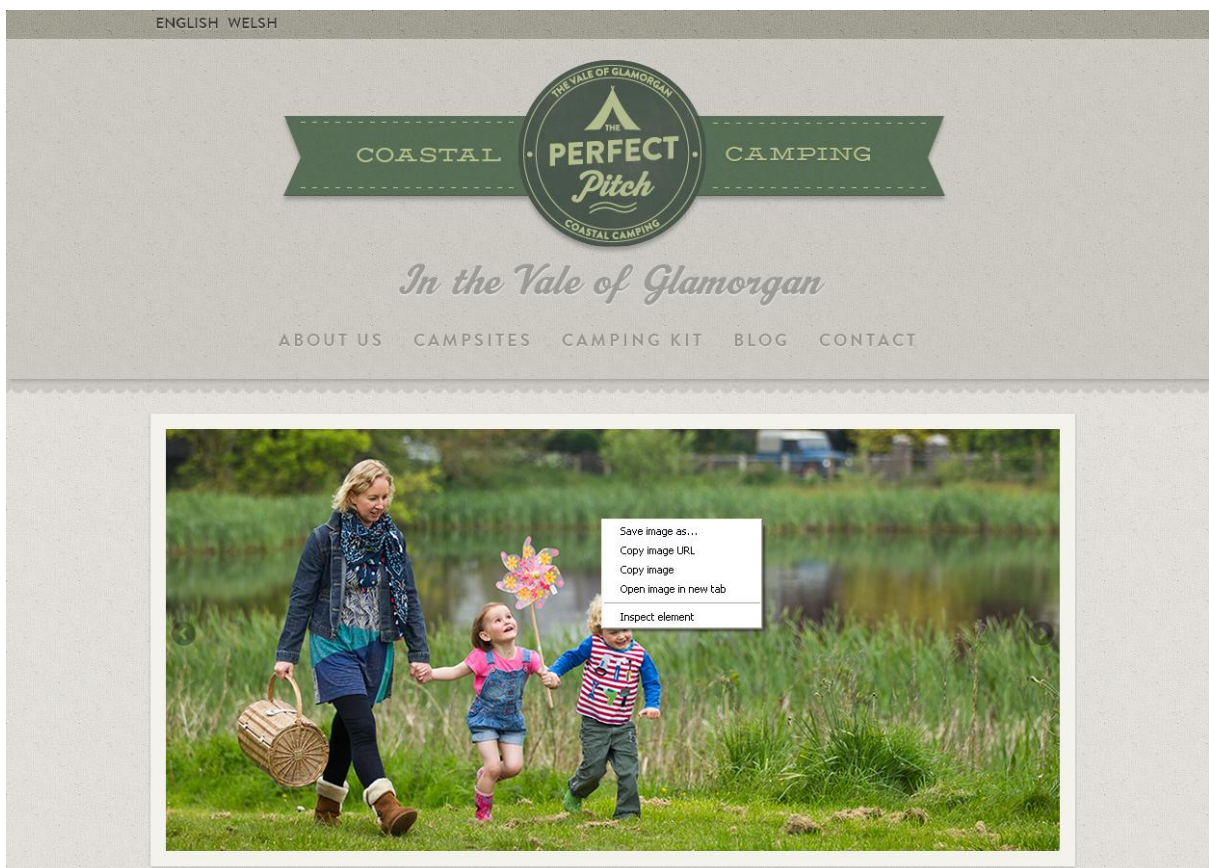 ENGLISH WELSH
THE VALE OF GLAMORGAN
COASTAL
THE
PERFECT
Pitch
CAMPING
COASTAL CAMPING
In the Vale of Glamorgan
ABOUT US CAMPSITES CAMPING KIT BLOG CONTACT
Save image as...
Copy image URL
Copy image
Open image in new tab
Inspect element